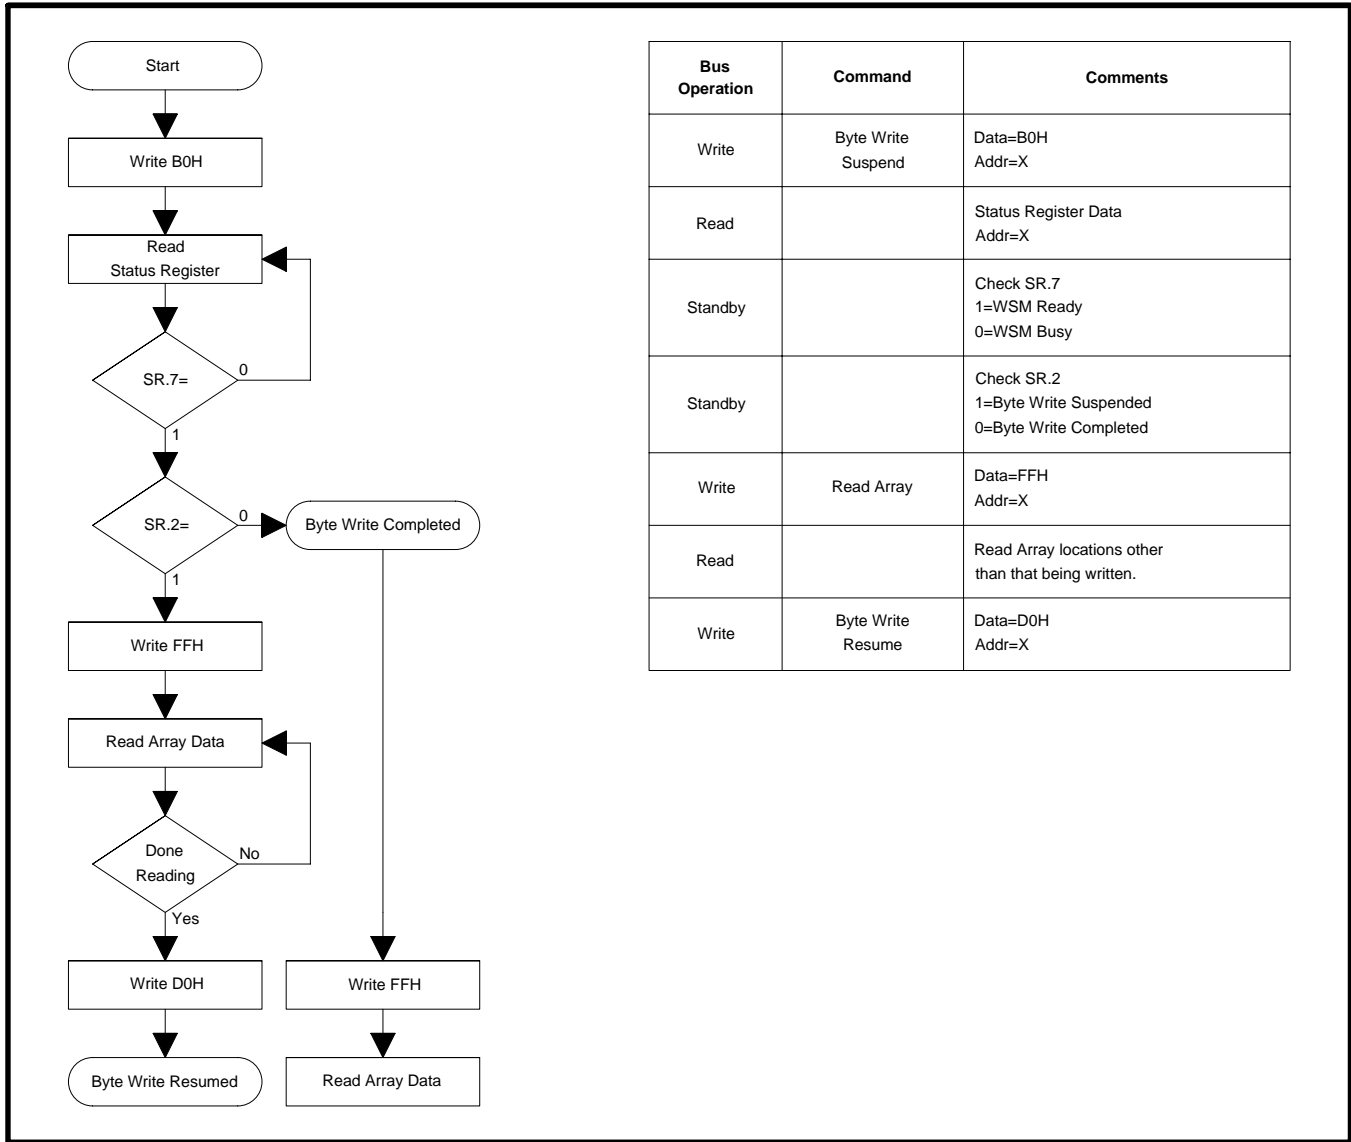 Start
Write B0H
Read
Status Register
SR.7=
0
1
SR.2=
0
Byte Write Completed
1
Write FFH
Read Array Data
Done
Reading
No
Yes
Write D0H
Write FFH
Byte Write Resumed
Read Array Data
Bus
Operation
Command
Comments
Write
Byte Write
Suspend
Data=B0H
Addr=X
Read
Status Register Data
Addr=X
Standby
Check SR.7
1=WSM Ready
0=WSM Busy
Standby
Check SR.2
1=Byte Write Suspended
0=Byte Write Completed
Write
Read Array
Data=FFH
Addr=X
Read
Read Array locations other
than that being written.
Write
Byte Write
Resume
Data=D0H
Addr=X